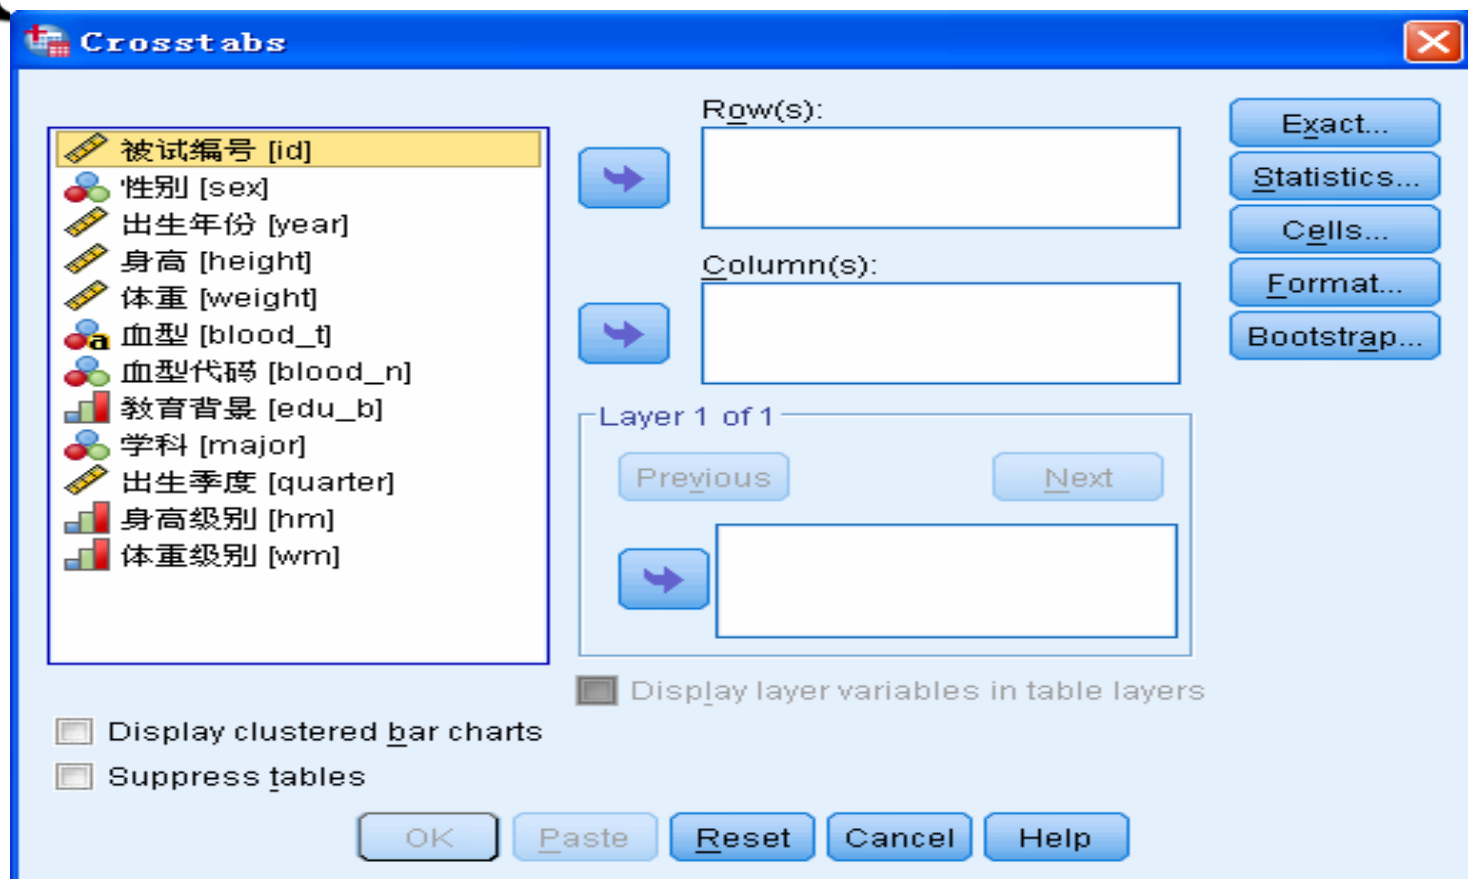 Crosstabs
被试编号 [id]
性别 [sex]
出生年份 [year]
身高 [height]
体重 [weight]
血型 [blood_t]
血型代码 [blood_n]
教育背景 [edu_b]
学科 [major]
出生季度 [quarter]
身高级别 [hm]
体重级别 [wm]
Row(s):
Column(s):
Layer 1 of 1
Previous
Next
Display layer variables in table layers
Exact...
Statistics...
Cells...
Format...
Bootstrap...
Display clustered bar charts
Suppress tables
OK
Paste
Reset
Cancel
Help